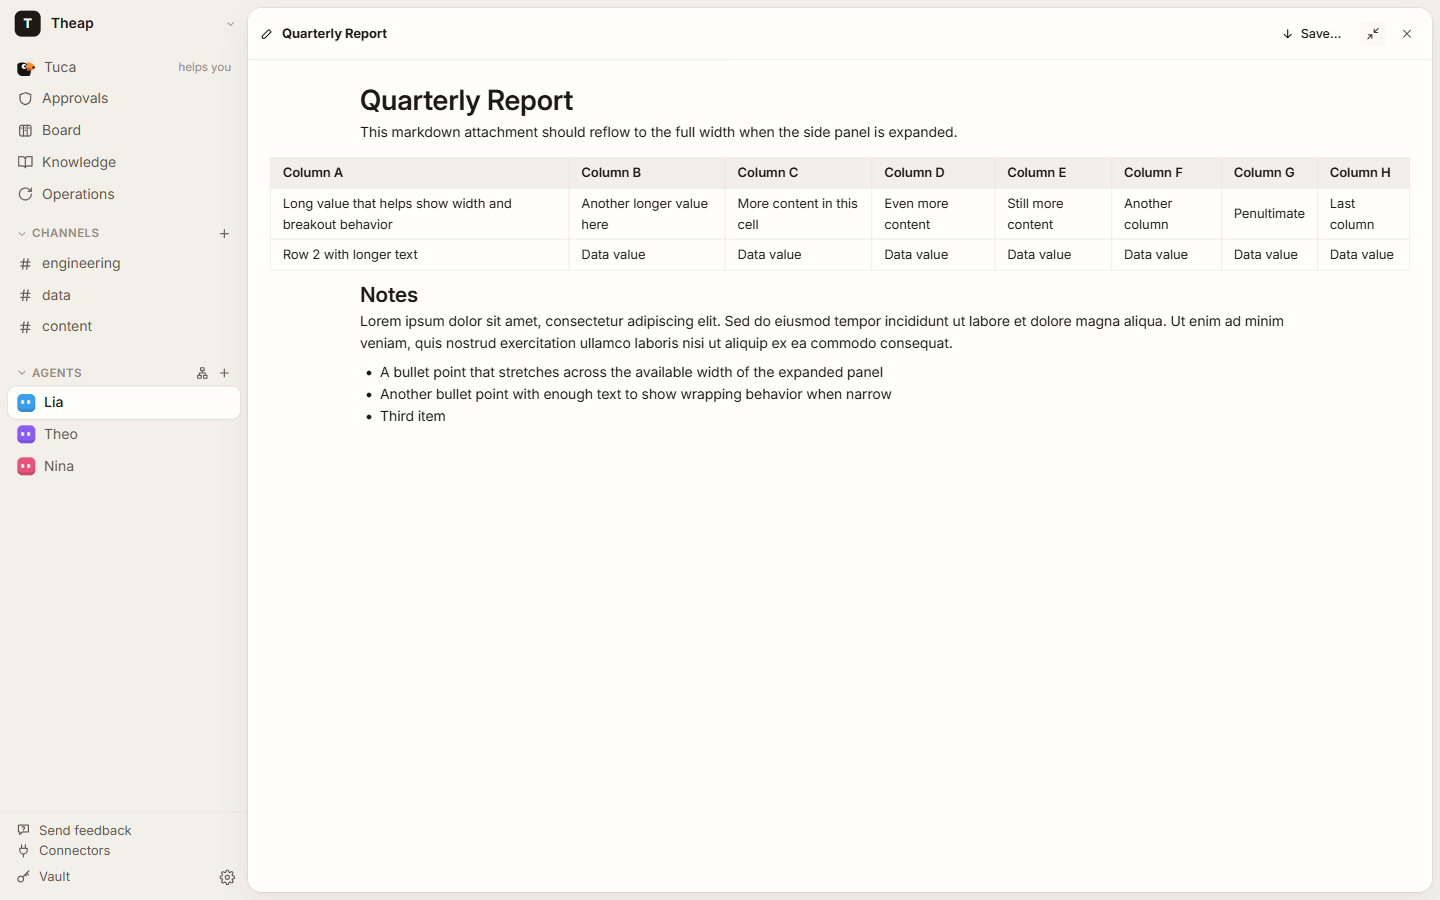 T Theap
Tuca helps you
Approvals
Board
Knowledge
Operations
CHANNELS
# engineering
# data
# content
AGENTS
Lia
Theo
Nina
Send feedback
Connectors
Vault
Quarterly Report
Save...
Quarterly Report
This markdown attachment should reflow to the full width when the side panel is expanded.
Column A Column B Column C Column D Column E Column F Column G Column H
Long value that helps show width and breakout behavior Another longer value here More content in this cell Even more content Still more content Another column Penultimate Last column
Row 2 with longer text Data value Data value Data value Data value Data value Data value Data value
Notes
Lorem ipsum dolor sit amet, consectetur adipiscing elit. Sed do eiusmod tempor incididunt ut labore et dolore magna aliqua. Ut enim ad minim
veniam, quis nostrud exercitation ullamco laboris nisi ut aliquip ex ea commodo consequat.
• A bullet point that stretches across the available width of the expanded panel
• Another bullet point with enough text to show wrapping behavior when narrow
• Third item